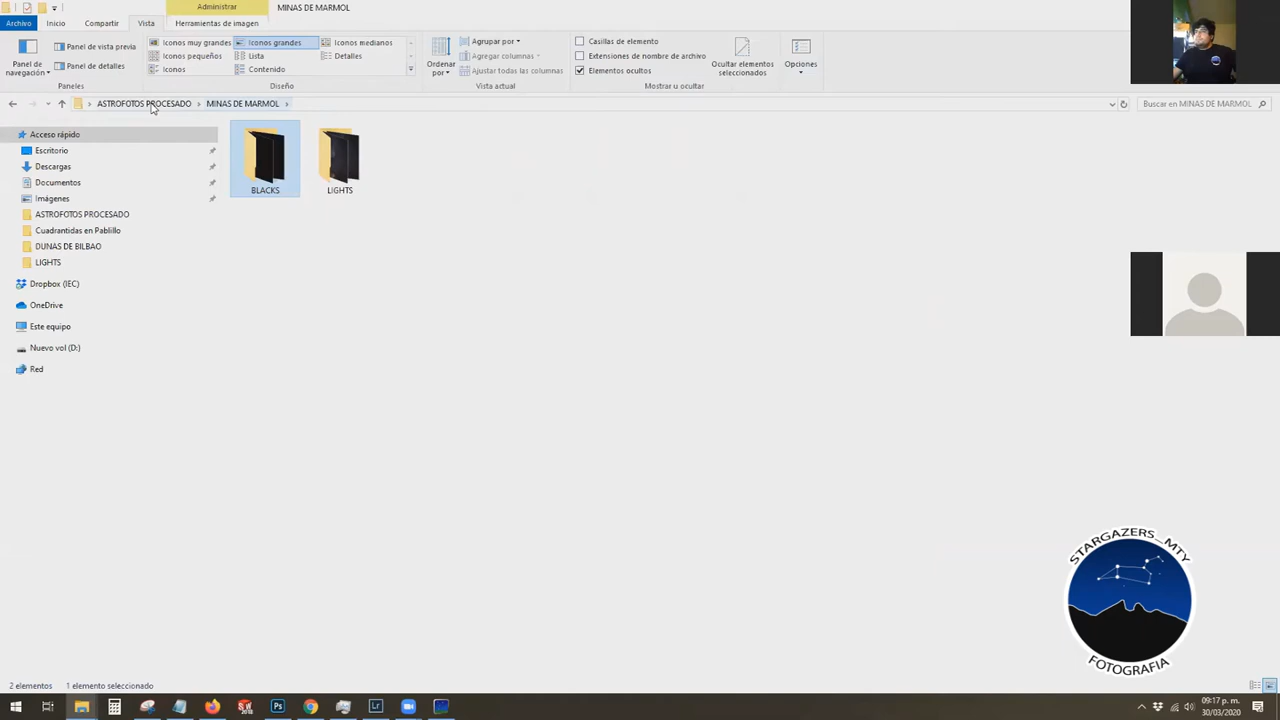 Administrar
MINAS DE MARMOL
Archivo
Inicio
Compartir
Vista
Herramientas de imagen
Panel de navegación
Panel de vista previa
Panel de detalles
Paneles
Iconos muy grandes
Iconos grandes
Iconos medianos
Iconos pequeños
Lista
Detalles
Iconos
Contenido
Diseño
Ordenar por
Agrupar por
Agregar columnas
Ajustar todas las columnas
Vista actual
Casillas de elemento
Extensiones de nombre de archivo
Elementos ocultos
Mostrar u ocultar
Ocultar elementos seleccionados
Opciones
ASTROFOTOS PROCESADO > MINAS DE MARMOL >
Buscar en MINAS DE MARMOL
Acceso rápido
Escritorio
Descargas
Documentos
Imágenes
ASTROFOTOS PROCESADO
Cuadrantidas en Pablillo
DUNAS DE BILBAO
LIGHTS
Dropbox (IEC)
OneDrive
Este equipo
Nuevo vol (D:)
Red
BLACKS
LIGHTS
STARGAZERS_MTY
FOTOGRAFIA
2 elementos
1 elemento seleccionado
09:17 p. m.
30/03/2020